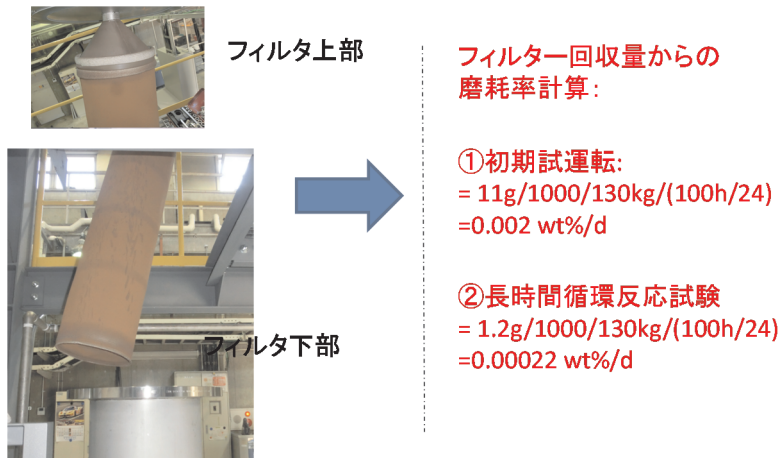 フィルタ上部
フィルタ下部
フィルター回収量からの
磨耗率計算：
①初期試運転:
= 11g/1000/130kg/(100h/24)
=0.002 wt%/d
②長時間循環反応試験
= 1.2g/1000/130kg/(100h/24)
=0.00022 wt%/d